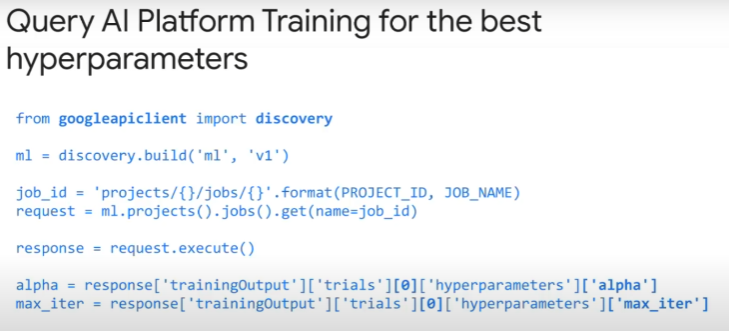 Query AI Platform Training for the best
hyperparameters
from googleapiclient import discovery
ml = discovery.build('ml', 'v1')
job_id = 'projects/{}/jobs/{}'.format(PROJECT_ID, JOB_NAME)
request = ml.projects().jobs().get(name=job_id)
response = request.execute()
alpha = response['trainingOutput']['trials'][0]['hyperparameters']['alpha']
max_iter = response['trainingOutput']['trials'][0]['hyperparameters']['max_iter']